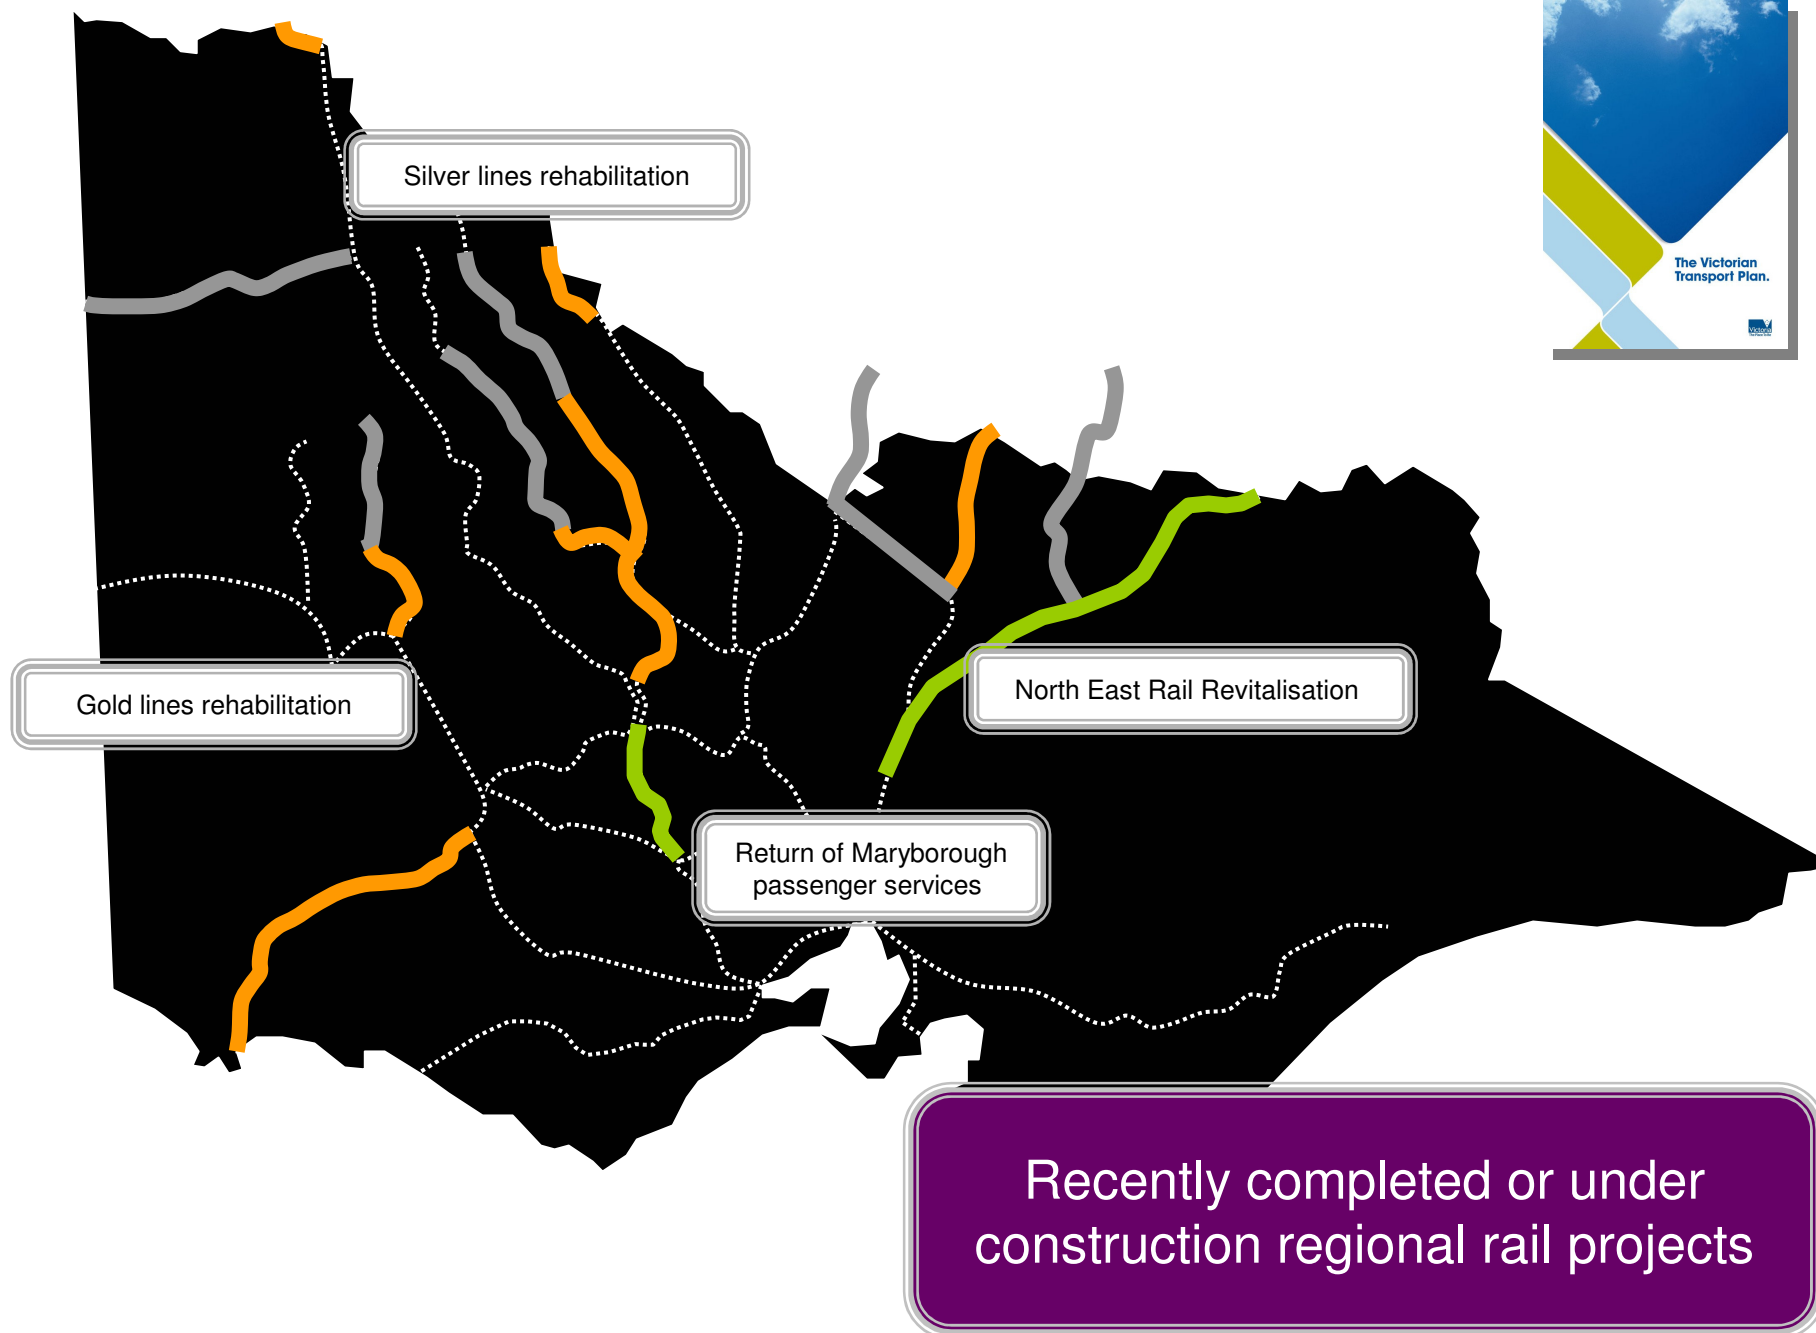 Silver lines rehabilitation
The Victorian
Transport Plan.
Victoria
Gold lines rehabilitation
North East Rail Revitalisation
Return of Maryborough
passenger services
Recently completed or under
construction regional rail projects